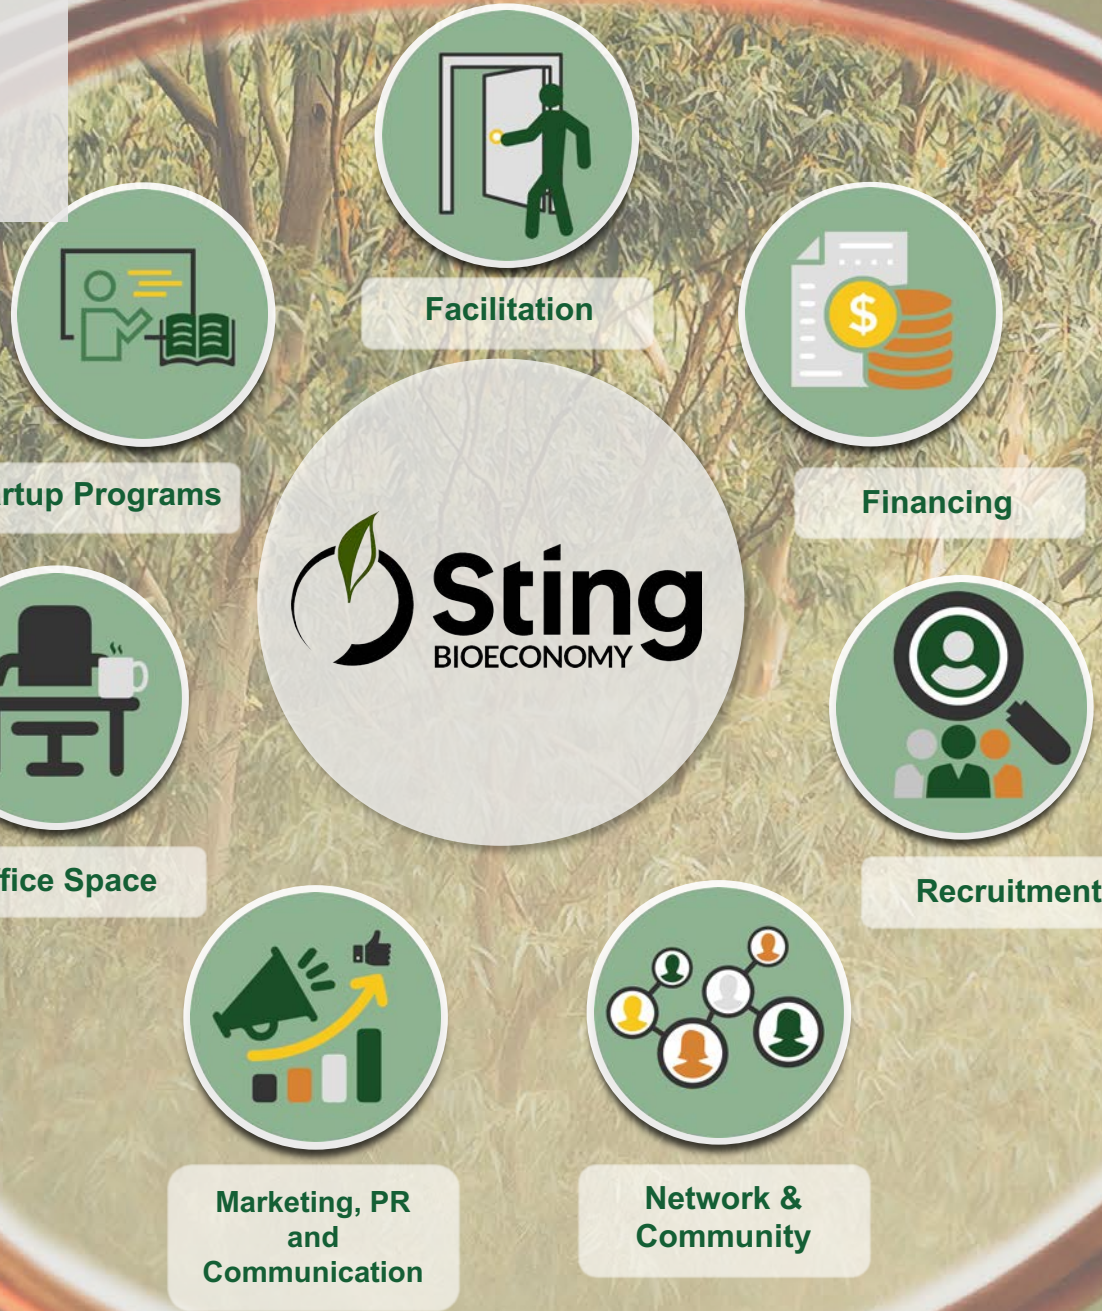 Facilitation
$
Financing
rtup Programs
Sting
BIOECONOMY
fice Space
Recruitment
Marketing, PR
and
Communication
Network &
Community